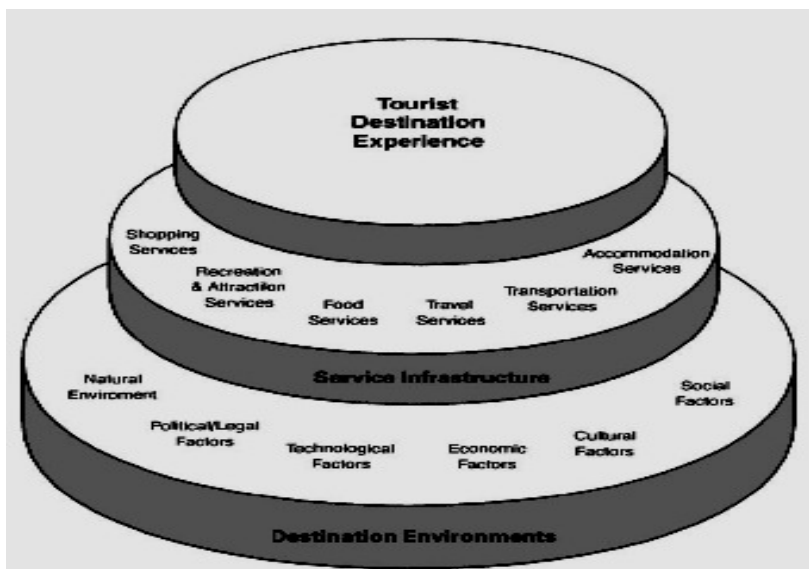 Tourist
Destination
Experience
Shopping
Services
Recreation
& Attraction
Services
Food
Services
Travel
Services
Transportation
Services
Accommodation
Services
Service Infrastructure
Natural
Enviroment
Political/Legal
Factors
Technological
Factors
Economic
Factors
Cultural
Factors
Social
Factors
Destination Environments